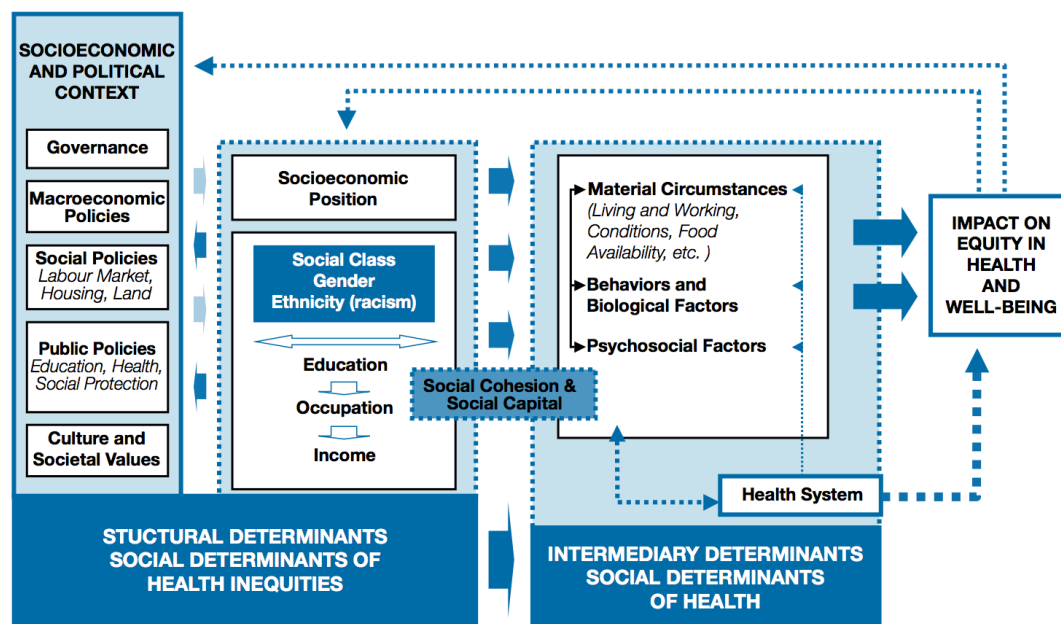 SOCIOECONOMIC
AND POLITICAL
CONTEXT
Governance
Macroeconomic
Policies
Social Policies
Labour Market,
Housing, Land
Public Policies
Education, Health,
Social Protection
Culture and
Societal Values
Socioeconomic
Position
Social Class
Gender
Ethnicity (racism)
Education
Occupation
Income
Social Cohesion &
Social Capital
Material Circumstances
(Living and Working,
Conditions, Food
Availability, etc. )
Behaviors and
Biological Factors
Psychosocial Factors
Health System
IMPACT ON
EQUITY IN
HEALTH
AND
WELL-BEING
STUCTURAL DETERMINANTS
SOCIAL DETERMINANTS OF
HEALTH INEQUITIES
INTERMEDIARY DETERMINANTS
SOCIAL DETERMINANTS
OF HEALTH